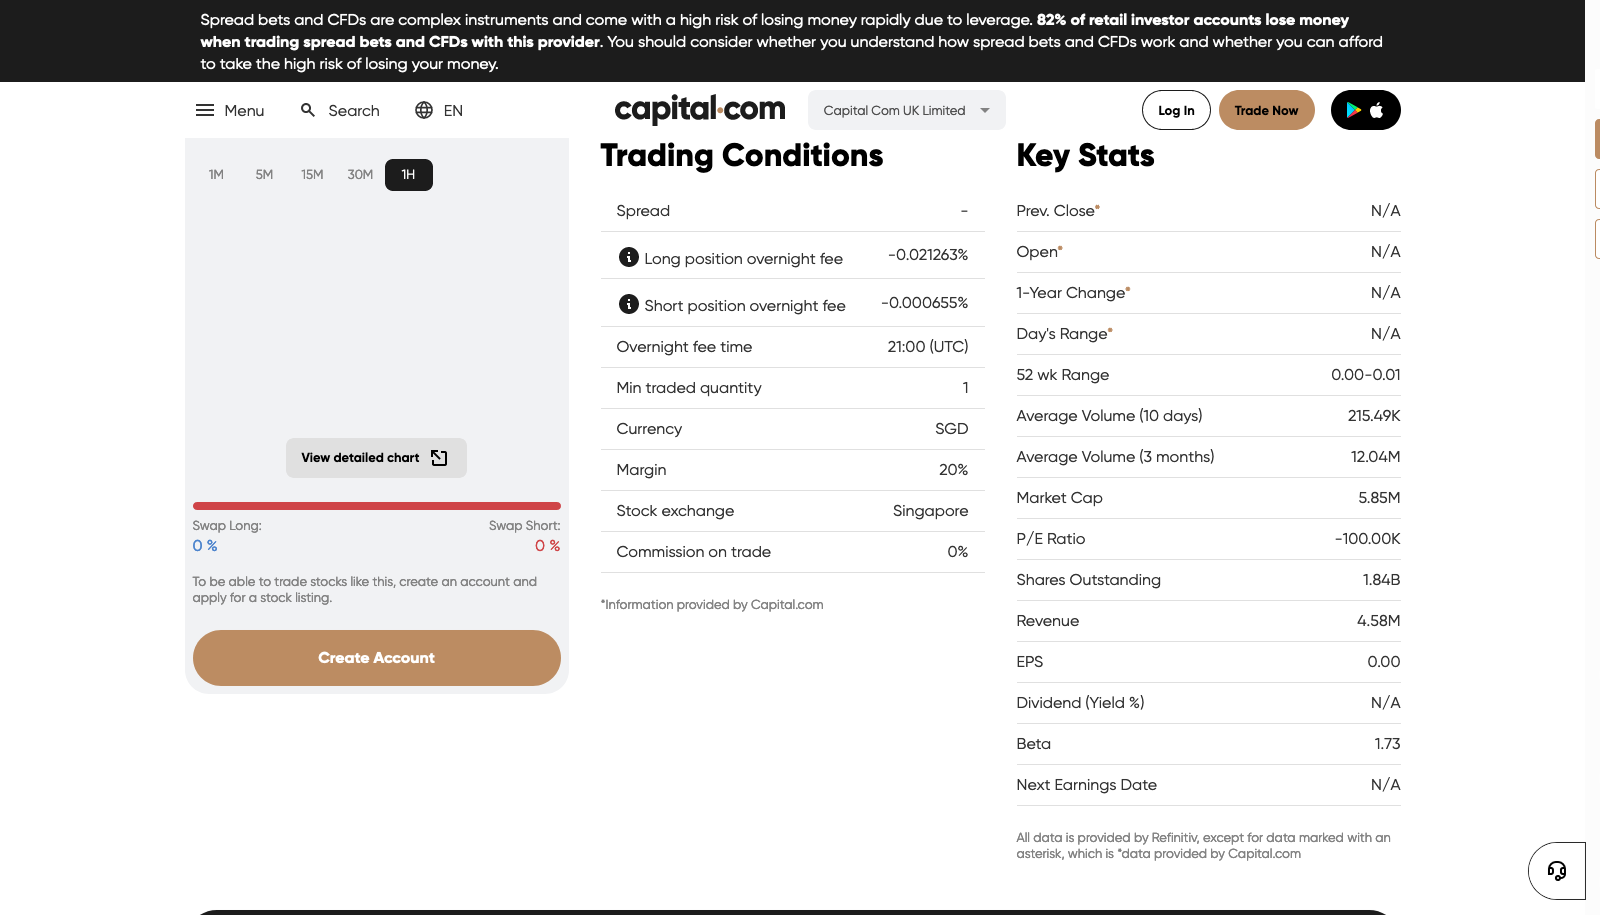 Spread bets and CFDs are complex instruments and come with a high risk of losing money rapidly due to leverage. 82% of retail investor accounts lose money
when trading spread bets and CFDs with this provider. You should consider whether you understand how spread bets and CFDs work and whether you can afford
to take the high risk of losing your money.
Menu Search EN capital.com Capital Com UK Limited Log In Trade Now
1M 5M 15M 30M 1H
View detailed chart
Swap Long: Swap Short:
0 % 0 %
To be able to trade stocks like this, create an account and
apply for a stock listing.
Create Account
Trading Conditions
Spread -
Long position overnight fee -0.021263%
Short position overnight fee -0.000655%
Overnight fee time 21:00 (UTC)
Min traded quantity 1
Currency SGD
Margin 20%
Stock exchange Singapore
Commission on trade 0%
*Information provided by Capital.com
Key Stats
Prev. Close* N/A
Open* N/A
1-Year Change* N/A
Day's Range* N/A
52 wk Range 0.00-0.01
Average Volume (10 days) 215.49K
Average Volume (3 months) 12.04M
Market Cap 5.85M
P/E Ratio -100.00K
Shares Outstanding 1.84B
Revenue 4.58M
EPS 0.00
Dividend (Yield %) N/A
Beta 1.73
Next Earnings Date N/A
All data is provided by Refinitiv, except for data marked with an
asterisk, which is *data provided by Capital.com